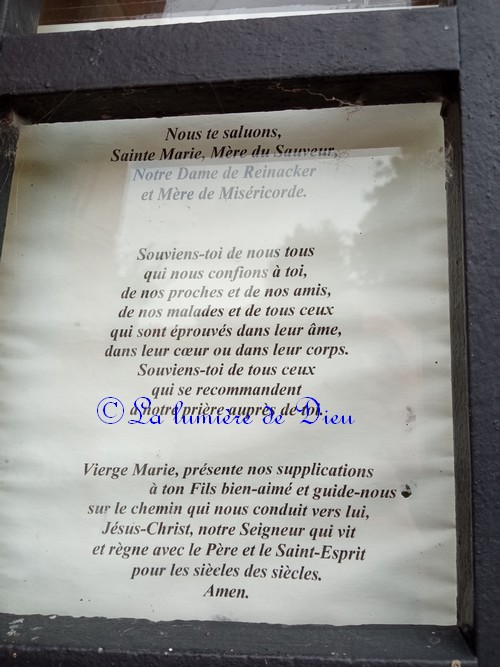 Nous te saluons,
Sainte Marie, Mère du Sauveur,
Notre Dame de Reinacker
et Mère de Miséricorde.
Souviens-toi de nous tous
qui nous confions à toi,
de nos proches et de nos amis,
de nos malades et de tous ceux
qui sont éprouvés dans leur âme,
dans leur cœur ou dans leur corps.
Souviens-toi de tous ceux
qui se recommandent
à notre prière auprès de toi.
© La lumière de Dieu
Vierge Marie, présente nos supplications
à ton Fils bien-aimé et guide-nous
sur le chemin qui nous conduit vers lui,
Jésus-Christ, notre Seigneur qui vit
et règne avec le Père et le Saint-Esprit
pour les siècles des siècles.
Amen.